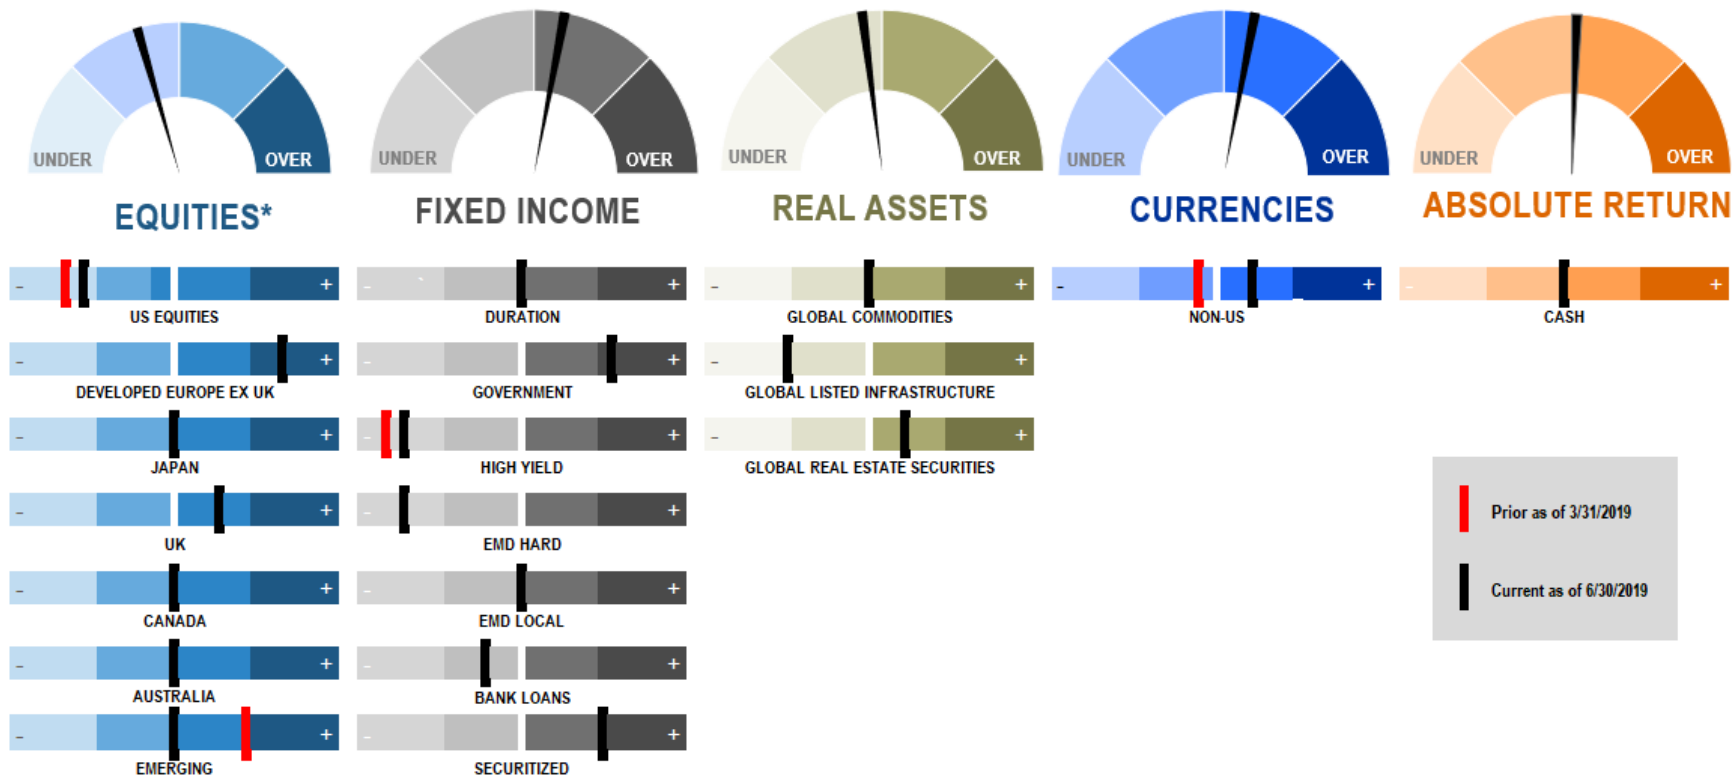 UNDER OVER
UNDER OVER
UNDER OVER
UNDER OVER
UNDER OVER
EQUITIES*
FIXED INCOME
REAL ASSETS
CURRENCIES
ABSOLUTE RETURN
- +
US EQUITIES
- +
DEVELOPED EUROPE EX UK
- +
JAPAN
- +
UK
- +
CANADA
- +
AUSTRALIA
- +
EMERGING
- +
DURATION
- +
GOVERNMENT
- +
HIGH YIELD
- +
EMD HARD
- +
EMD LOCAL
- +
BANK LOANS
- +
SECURITIZED
- +
GLOBAL COMMODITIES
- +
GLOBAL LISTED INFRASTRUCTURE
- +
GLOBAL REAL ESTATE SECURITIES
- +
NON-US
- +
CASH
Prior as of 3/31/2019
Current as of 6/30/2019